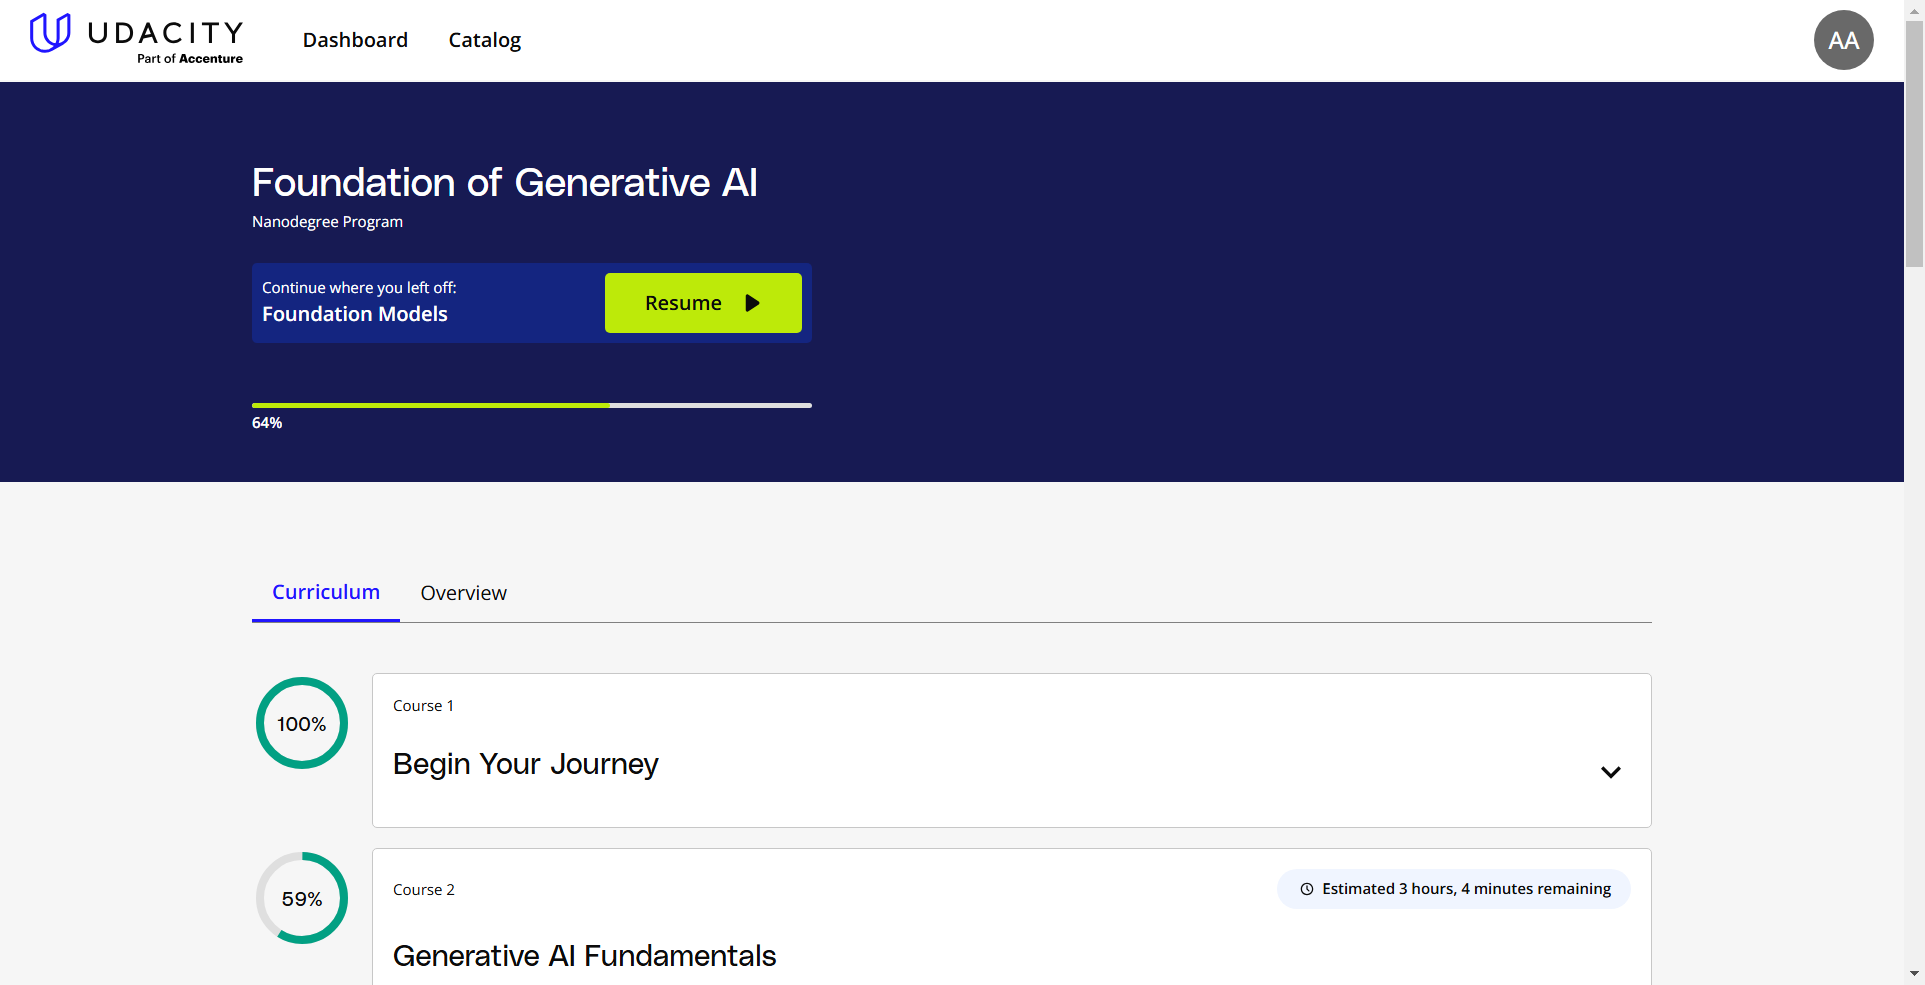 UDACITY
Part of Accenture
Dashboard
Catalog
AA
Foundation of Generative AI
Nanodegree Program
Continue where you left off:
Foundation Models
Resume
64%
Curriculum
Overview
100%
Course 1
Begin Your Journey
59%
Course 2
Estimated 3 hours, 4 minutes remaining
Generative AI Fundamentals